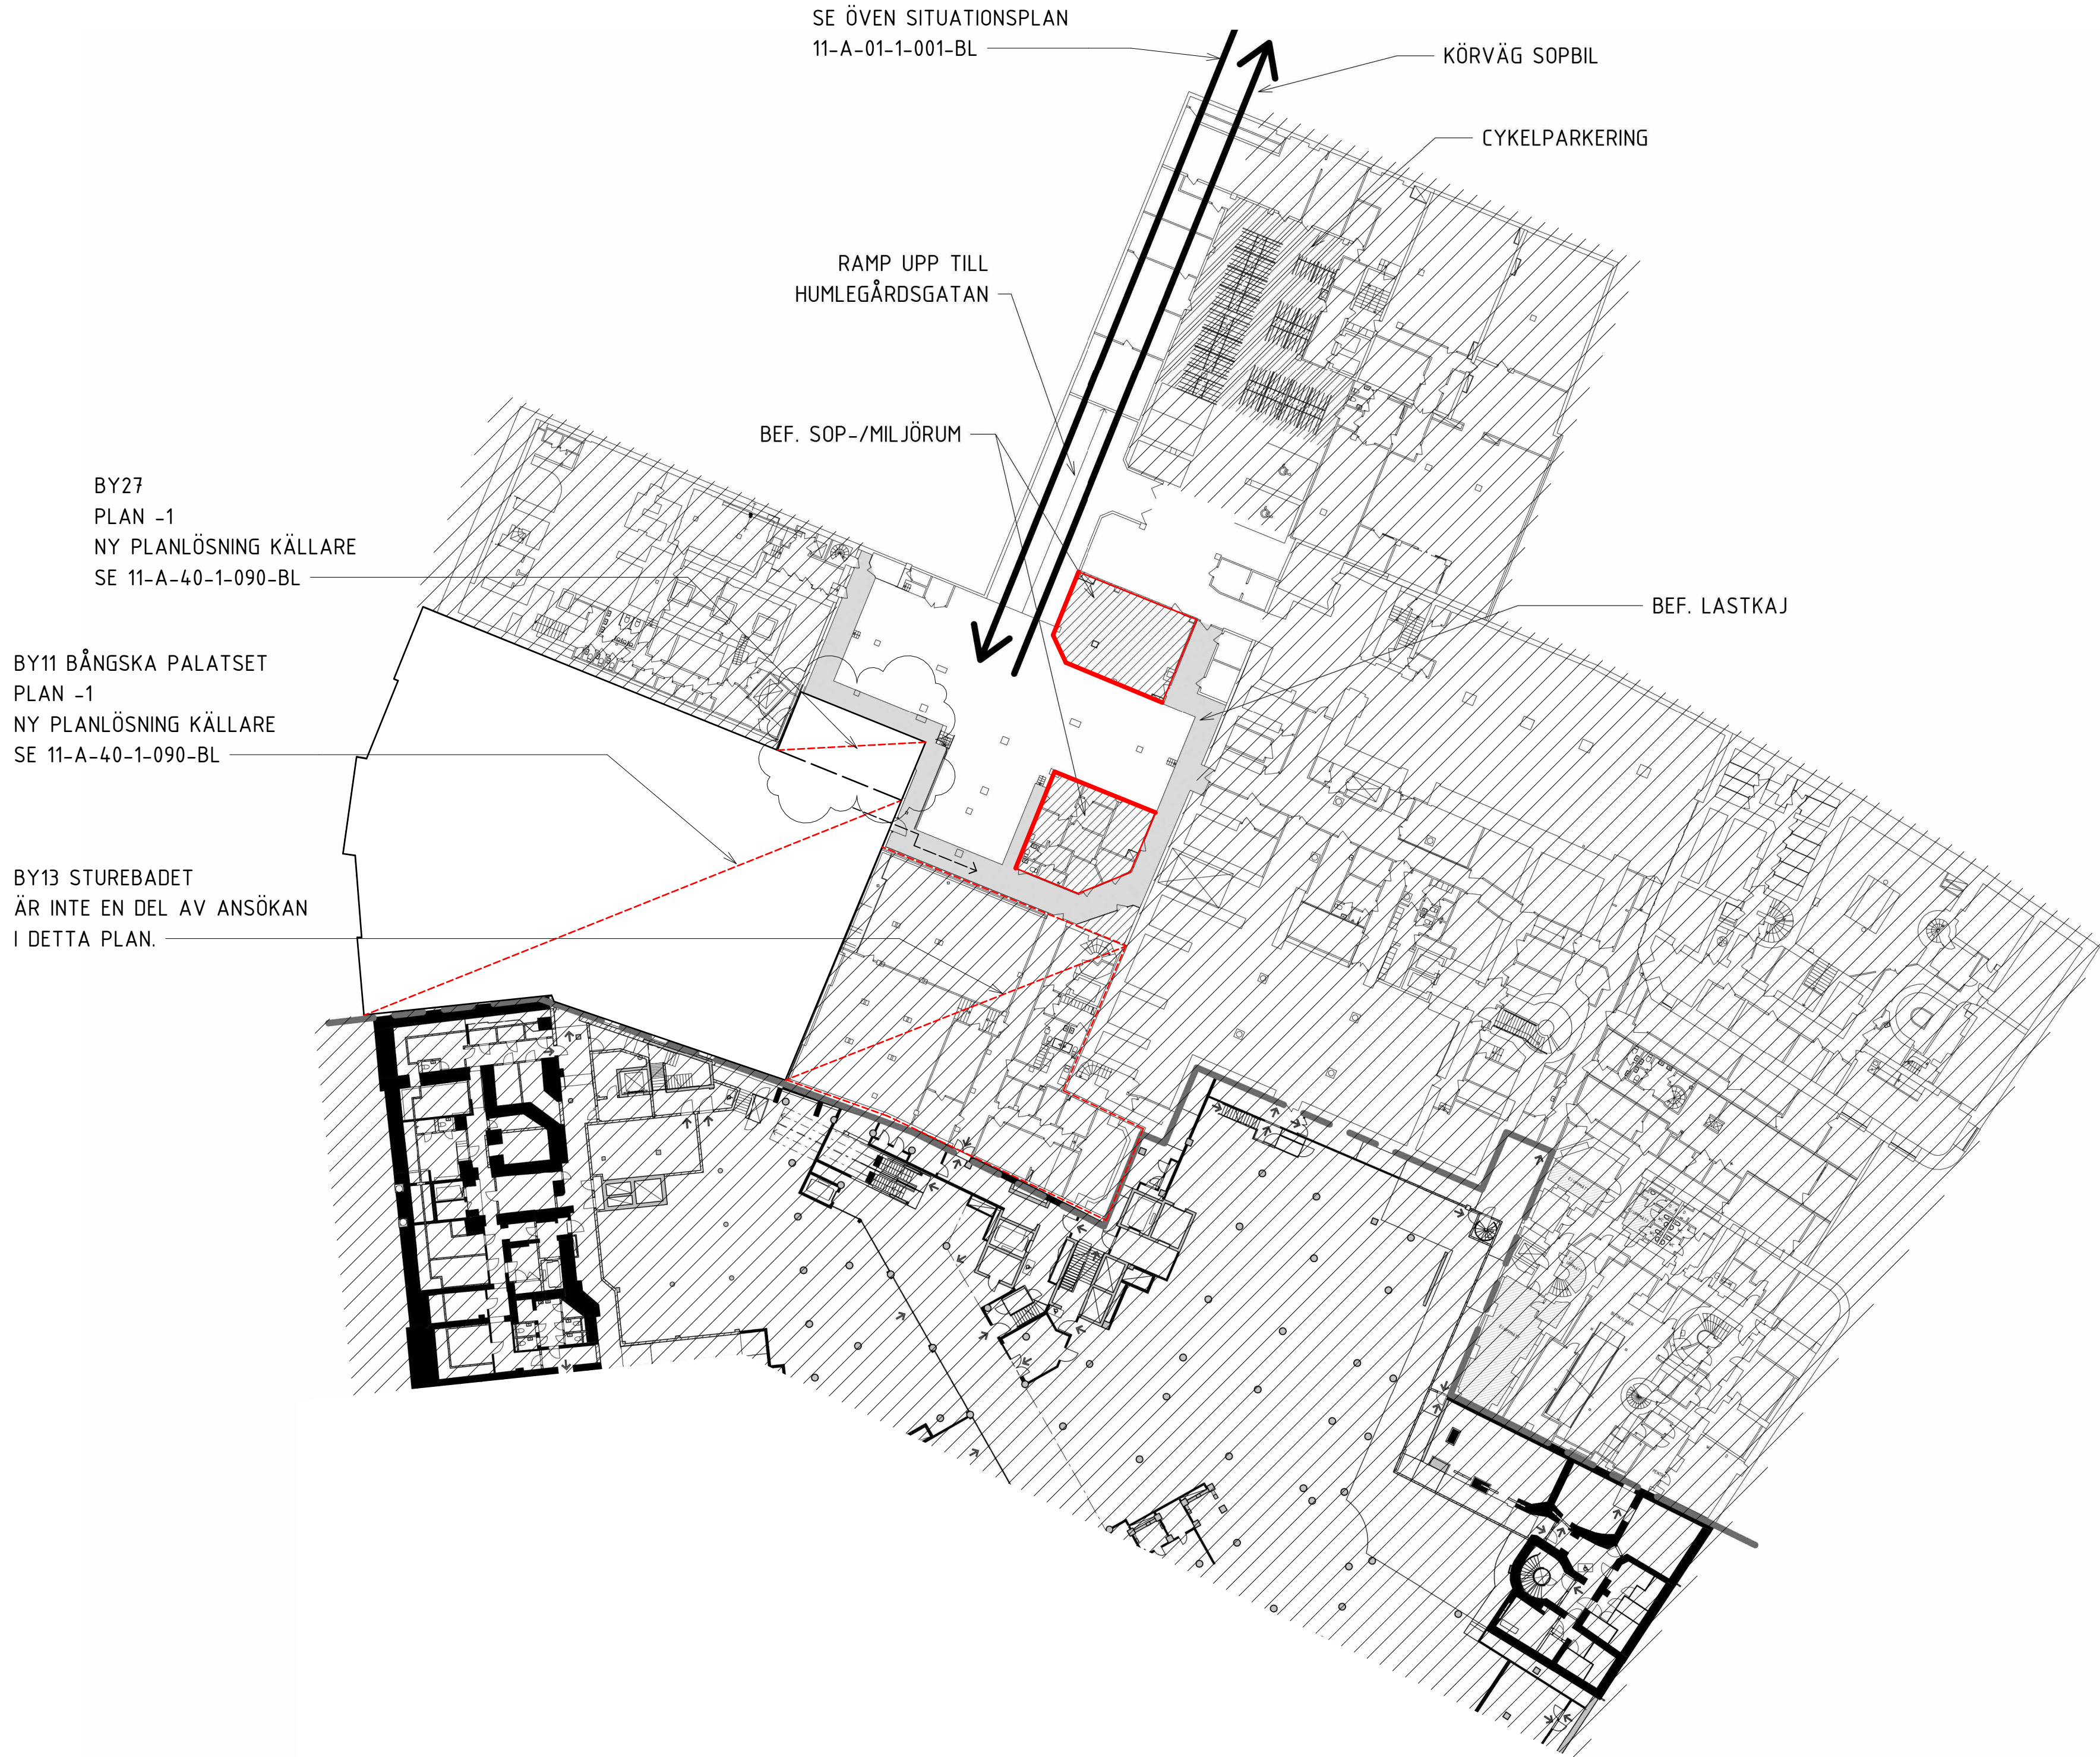 SE ÖVEN SITUATIONSPLAN
11-A-01-1-001-BL
KÖRVÄG SOPBIL
CYKELPARKERING
RAMP UPP TILL
HUMLEGÅRDSGATAN
BEF. SOP-/MILJÖRUM
BY27
PLAN -1
NY PLANLÖSNING KÄLLARE
SE 11-A-40-1-090-BL
BEF. LASTKAJ
BY11 BÅNGSKA PALATSET
PLAN -1
NY PLANLÖSNING KÄLLARE
SE 11-A-40-1-090-BL
BY13 STUREBADET
ÄR INTE EN DEL AV ANSÖKAN
I DETTA PLAN.